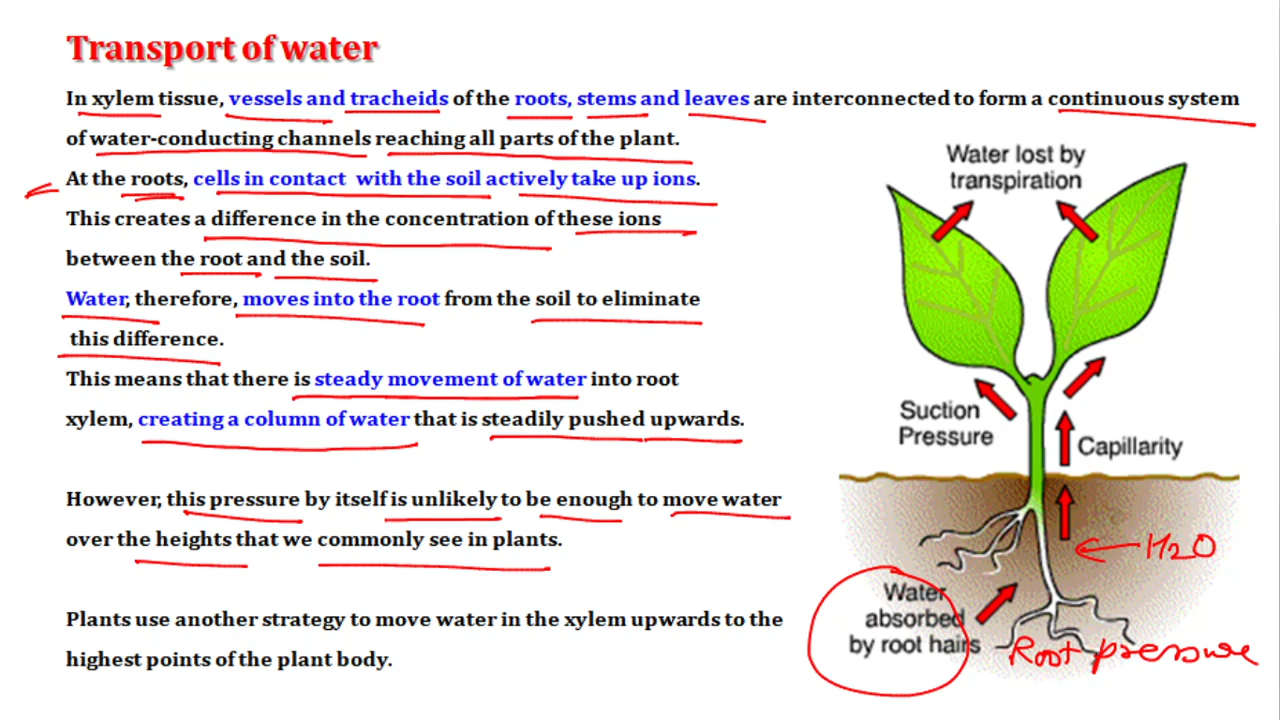 Transport of water
In xylem tissue, vessels and tracheids of the roots, stems and leaves are interconnected to form a continuous system
of water-conducting channels reaching all parts of the plant.
At the roots, cells in contact with the soil actively take up ions.
This creates a difference in the concentration of these ions
between the root and the soil.
Water, therefore, moves into the root from the soil to eliminate
this difference.
This means that there is steady movement of water into root
xylem, creating a column of water that is steadily pushed upwards.
However, this pressure by itself is unlikely to be enough to move water
over the heights that we commonly see in plants.
Plants use another strategy to move water in the xylem upwards to the
highest points of the plant body.
Water lost by
transpiration
Suction
Pressure
Capillarity
H2O
Water
absorbed
by root hairs
Root pressure